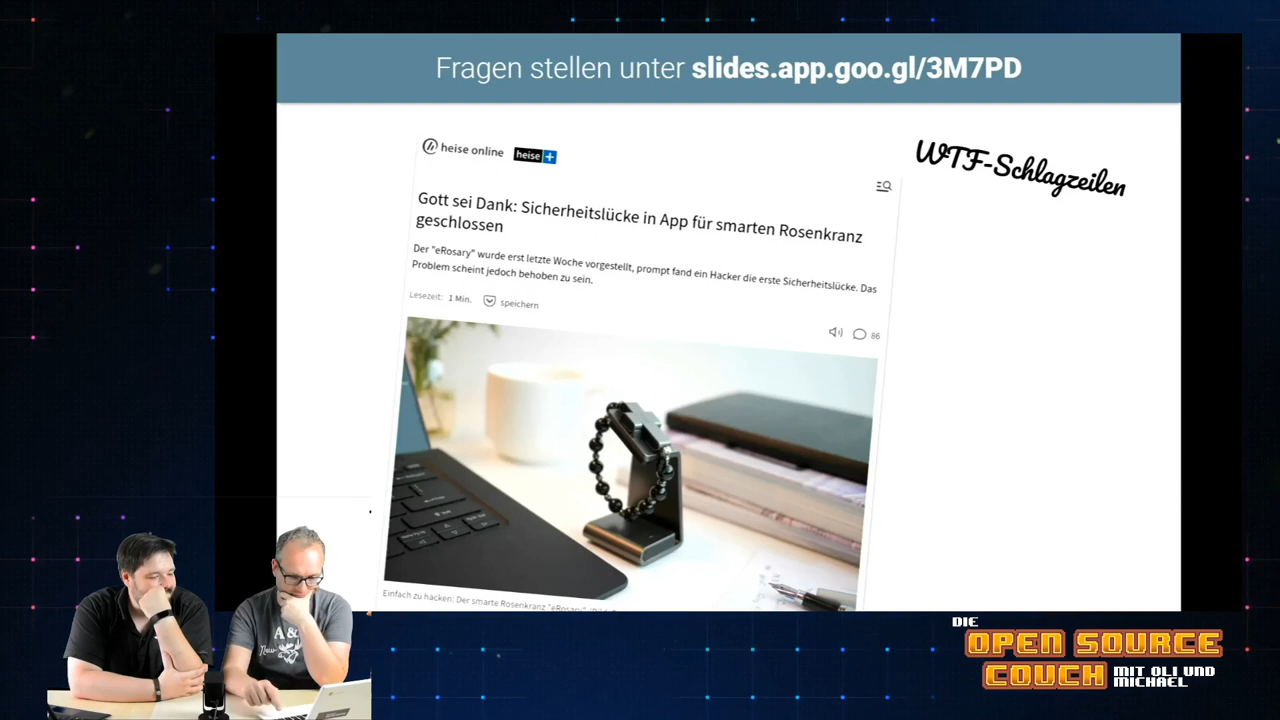 Fragen stellen unter slides.app.goo.gl/3M7PD
WTF-Schlagzeilen
heise online heise+
Gott sei Dank: Sicherheitslücke in App für smarten Rosenkranz
geschlossen
Der "eRosary" wurde erst letzte Woche vorgestellt, prompt fand ein Hacker die erste Sicherheitslücke. Das
Problem scheint jedoch behoben zu sein.
Lesezeit: 1 Min. speichern
86
Einfach zu hacken: Der smarte Rosenkranz "eRosary"
A &
New
DIE
OPEN SOURCE
COUCH MIT OLI UND
MICHAEL